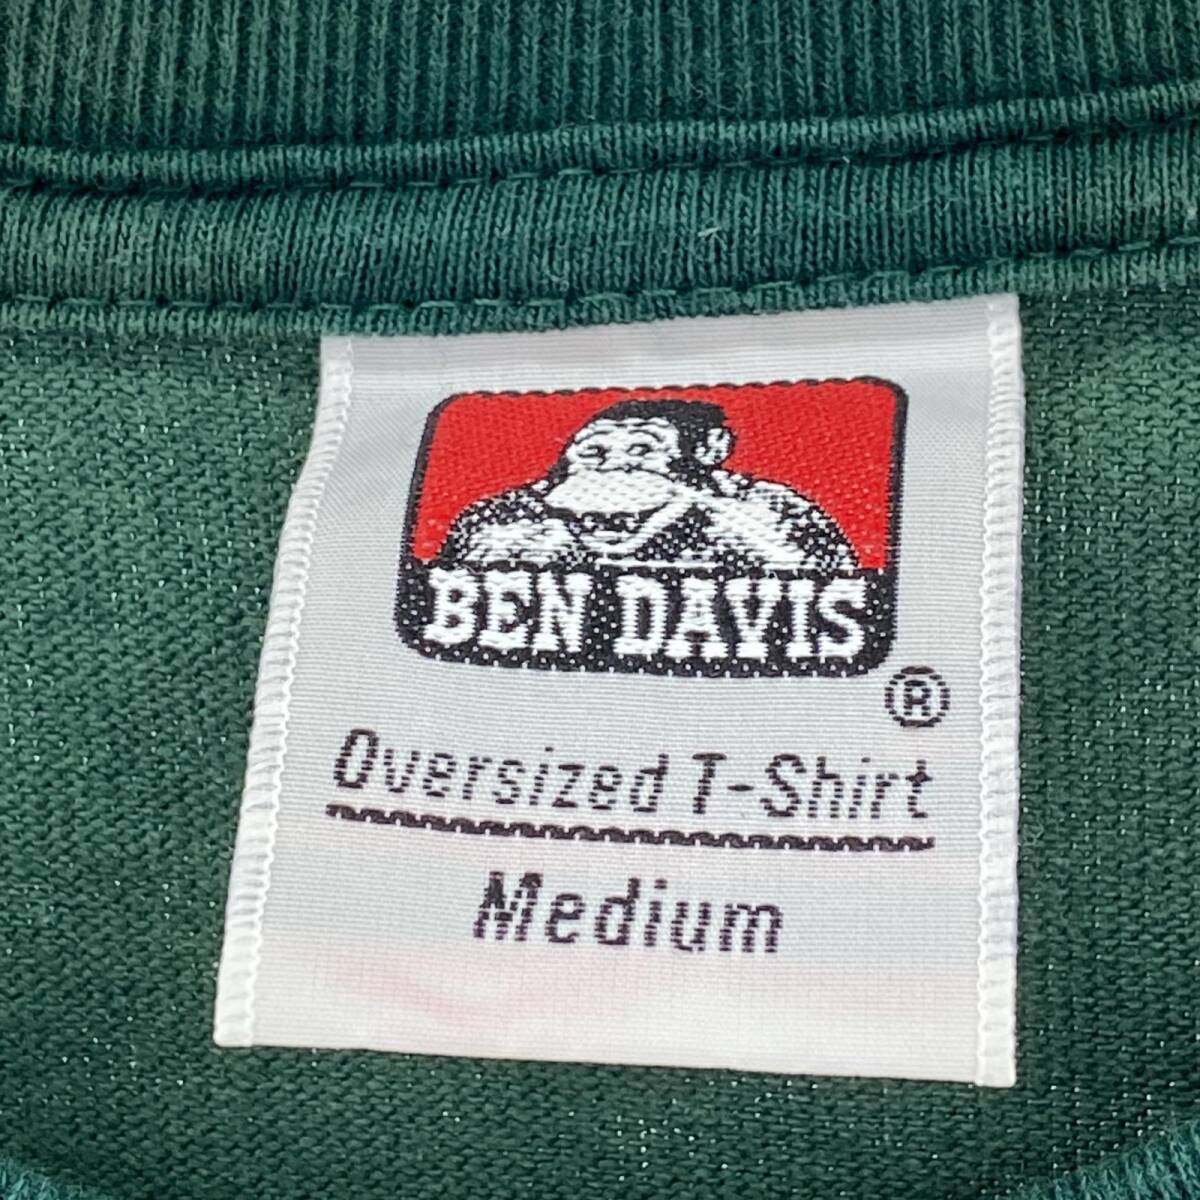 BEN DAVIS
®
Oversized T-Shirt
Medium